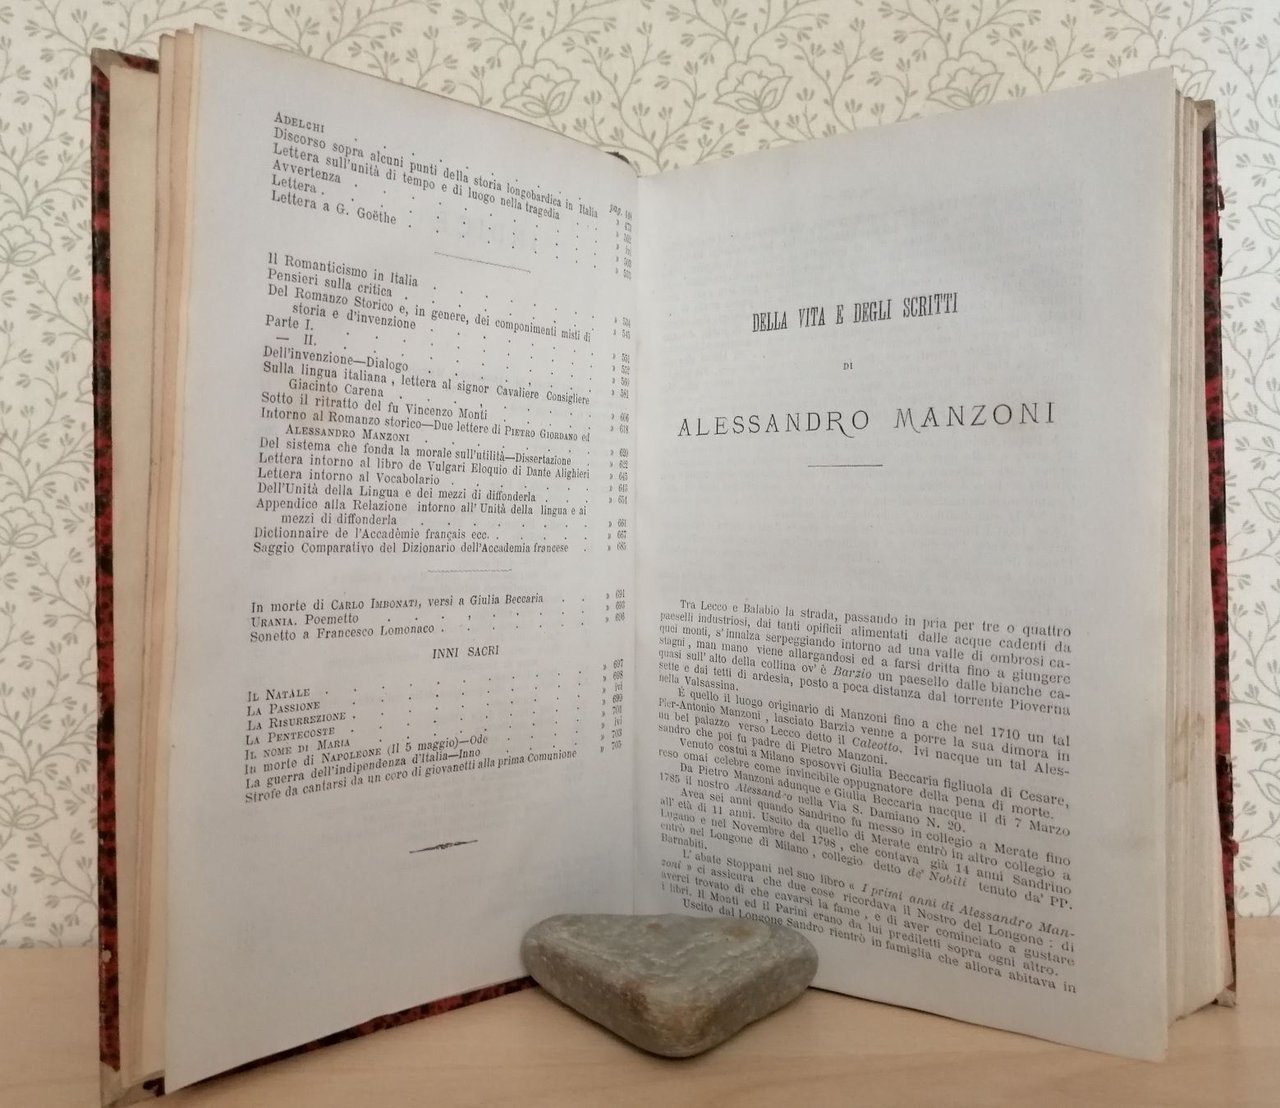 ADELCHI . . . . . . . . . . pag.
Discorso sopra alcuni punti della storia longobardica in Italia »
Lettera sull'unità di tempo e di luogo nella tragedia »
Avvertenza . . . . . . . . . . »
Lettera . . . . . . . . . . »
Lettera a G. Goëthe . . . . . . . . »
Il Romanticismo in Italia . . . . . . »
Pensieri sulla critica . . . . . . . »
Del Romanzo Storico e, in genere, dei componimenti misti di
storia e d'invenzione . . . . . . »
Parte I. . . . . . . . . . »
— II. . . . . . . . . . »
Dell'invenzione—Dialogo . . . . . . »
Sulla lingua italiana, lettera al signor Cavaliere Consigliere
Giacinto Carena . . . . . . . » 606
Sotto il ritratto del fu Vincenzo Monti . . . . » 618
Intorno al Romanzo storico—Due lettere di PIETRO GIORDANO ed
ALESSANDRO MANZONI . . . . . . » 620
Del sistema che fonda la morale sull'utilità—Dissertazione . » 622
Lettera intorno al libro de Vulgari Eloquio di Dante Alighieri » 645
Lettera intorno al Vocabolario . . . . . »
Dell'Unità della Lingua e dei mezzi di diffonderla . . »
Appendice alla Relazione intorno all'Unità della lingua e ai
mezzi di diffonderla . . . . . . » 661
Dictionnaire de l'Accadèmie français ecc. . . . . » 667
Saggio Comparativo del Dizionario dell'Accademia francese . » 685
In morte di CARLO IMBONATI, versi a Giulia Beccaria . . » 691
URANIA. Poemetto . . . . . . . » 693
Sonetto a Francesco Lomonaco . . . . . . » 696
INNI SACRI
IL NATALE . . . . . . . . » 697
LA PASSIONE . . . . . . . . » 698
LA RISURREZIONE . . . . . . . » ivi
LA PENTECOSTE . . . . . . . » 699
IL NOME DI MARIA . . . . . . . » 701
In morte di NAPOLEONE (Il 5 maggio)—Ode . . . » ivi
La guerra dell'indipendenza d'Italia—Inno . . . » 703
Strofe da cantarsi da un coro di giovanetti alla prima Comunione » 705
DELLA VITA E DEGLI SCRITTI
DI
ALESSANDRO MANZONI
Tra Lecco e Balabio la strada, passando in pria per tre o quattro
paeselli industriosi, dai tanti opificii alimentati dalle acque cadenti da
quei monti, s'innalza serpeggiando intorno ad una valle di ombrosi ca-
stagni, man mano viene allargandosi ed a farsi dritta fino a giungere
quasi sull'alto della collina ov'è Barzio un paesello dalle bianche ca-
sette e dai tetti di ardesia, posto a poca distanza dal torrente Pioverna
nella Valsassina.
È quello il luogo originario di Manzoni fino a che nel 1710 un tal
Pier-Antonio Manzoni, lasciato Barzio venne a porre la sua dimora in
un bel palazzo verso Lecco detto il Caleotto. Ivi nacque un tal Ales-
sandro che poi fu padre di Pietro Manzoni.
Venuto costui a Milano sposovvi Giulia Beccaria figliuola di Cesare,
reso omai celebre come invincibile oppugnatore della pena di morte.
Da Pietro Manzoni adunque e Giulia Beccaria nacque il di 7 Marzo
1785 il nostro Alessandro nella Via S. Damiano N. 20.
Avea sei anni quando Sandrino fu messo in collegio a Merate fino
all'età di 11 anni. Uscito da quello di Merate entrò in altro collegio a
Lugano e nel Novembre del 1798, che contava già 14 anni Sandrino
entrò nel Longone di Milano, collegio detto de' Nobili tenuto da' PP.
Barnabiti.
L'abate Stoppani nel suo libro « I primi anni di Alessandro Man-
zoni » ci assicura che due cose ricordava il Nostro del Longone: di
averci trovato di che cavarsi la fame, e di aver cominciato a gustare
i libri. Il Monti ed il Parini erano da lui prediletti sopra ogni altro.
Uscito dal Longone Sandro rientrò in famiglia che allora abitava in